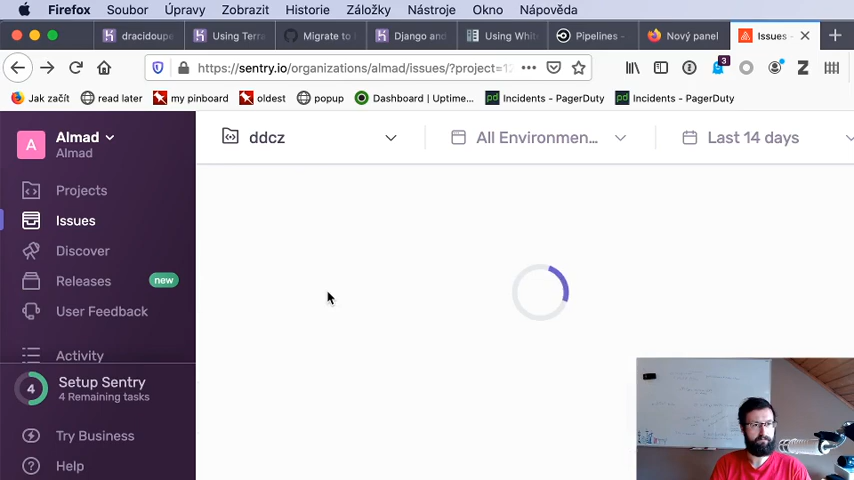 Firefox Soubor Úpravy Zobrazit Historie Záložky Nástroje Okno Nápověda
dracidoupe Using Terra Migrate to Django and Using Whit Pipelines - Nový panel Issues -
https://sentry.io/organizations/almad/issues/?project=12
3
Jak začít read later my pinboard oldest popup Dashboard | Uptime... Incidents - PagerDuty Incidents - PagerDuty
A Almad
Almad
ddcz All Environmen... Last 14 days
Projects
Issues
Discover
Releases new
User Feedback
Activity
4 Setup Sentry
4 Remaining tasks
Try Business
Help